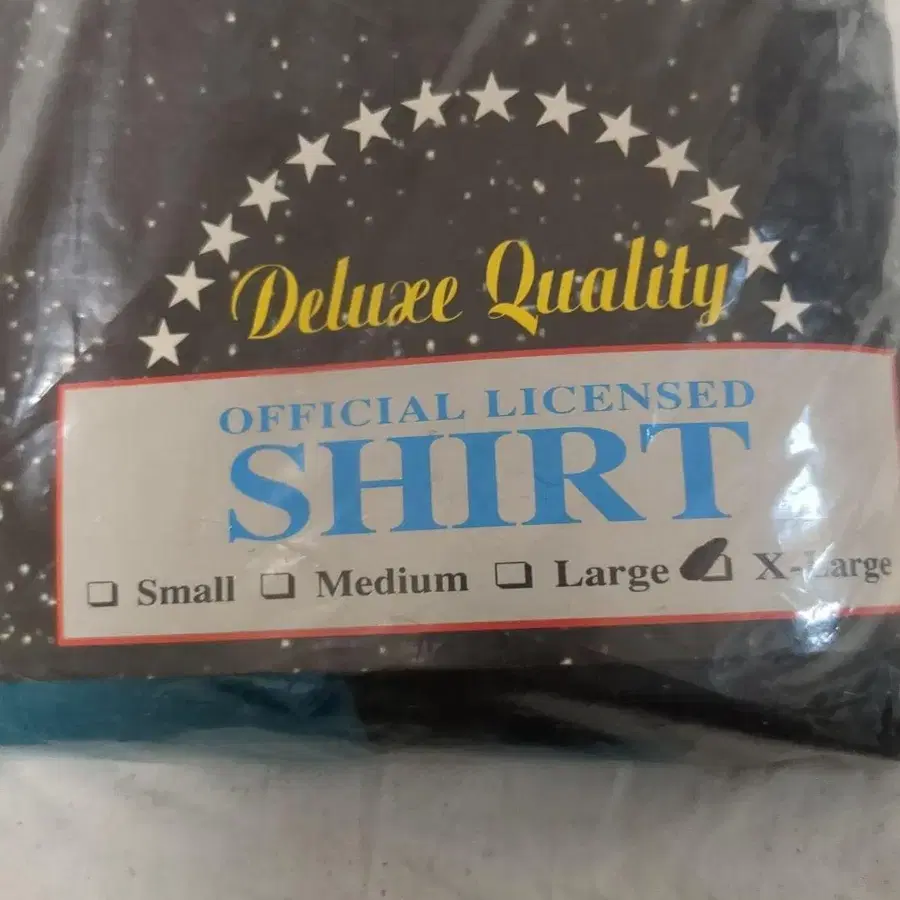 Deluxe Quality
OFFICIAL LICENSED
SHIRT
Small Medium Large X-Large